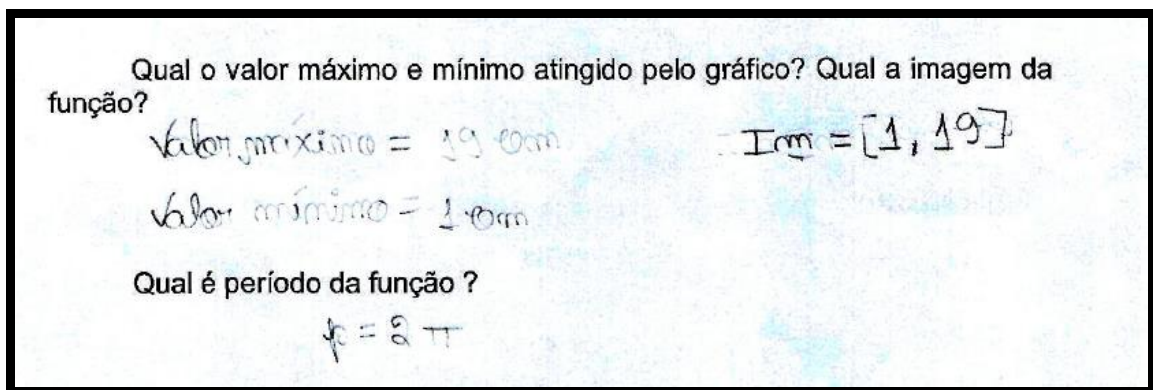 Qual o valor máximo e mínimo atingido pelo gráfico? Qual a imagem da
função?
Valor máximo = 19 cm
Im = [1, 19]
Valor mínimo = 1 cm
Qual é período da função ?
p = 2 π